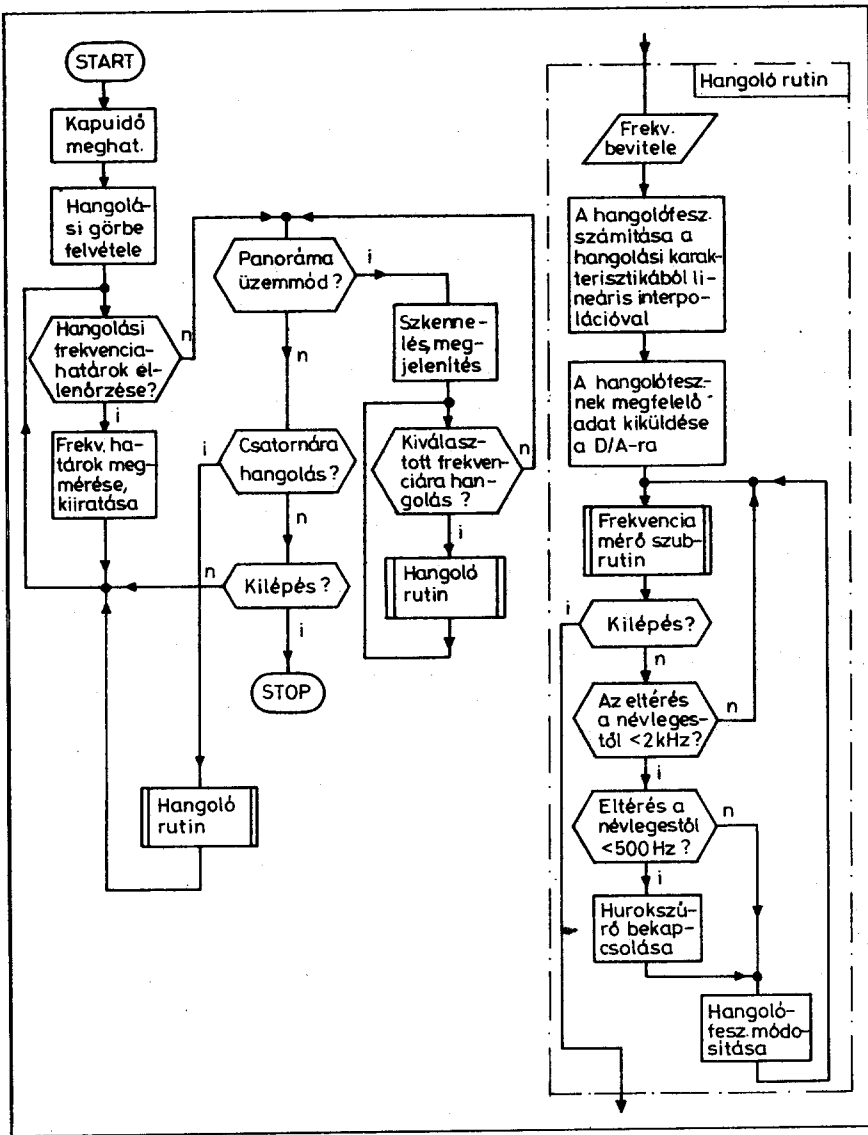 START
Kapuidő
meghat.
Hangolá-
si görbe
felvétele
Hangolási
frekvencia-
határok el-
lenőrzése?
n
i
Frekv. ha-
tárok meg-
mérése,
kiiratása
Panoráma
üzemmód?
i
n
Szkenne-
lés, meg-
jelenítés
Csatornára
hangolás?
i
n
Kiválasz-
tott frekven-
ciára han-
golás ?
n
i
Hangoló
rutin
Kilépés ?
n
i
STOP
Hangoló
rutin
Hangoló rutin
Frekv.
bevitele
A hangolófesz.
számítása a
hangolási karak-
terisztikából li-
neáris interpo-
lációval
A hangolófesz.-
nek megfelelő
adat kiküldése
a D/A-ra
Frekvencia
mérő szub-
rutin
Kilépés?
i
n
Az eltérés
a névleges-
től <2kHz?
n
i
Eltérés a
névlegestől
<500 Hz ?
n
i
Hurokszű-
rő bekap-
csolása
Hangoló-
fesz. módo-
sítása